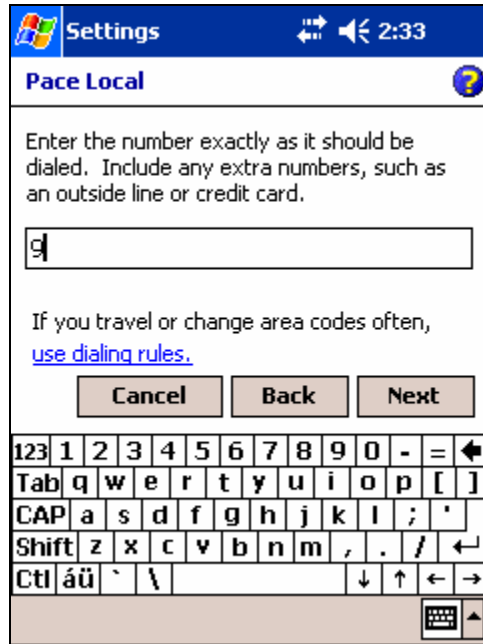 Settings 2:33
Pace Local
Enter the number exactly as it should be
dialed. Include any extra numbers, such as
an outside line or credit card.
9
If you travel or change area codes often,
use dialing rules.
Cancel Back Next
123 1 2 3 4 5 6 7 8 9 0 - = ←
Tab q w e r t y u i o p [ ]
CAP a s d f g h j k l ; '
Shift z x c v b n m , . / ↵
Ctl áü ` \ ↓ ↑ ← →